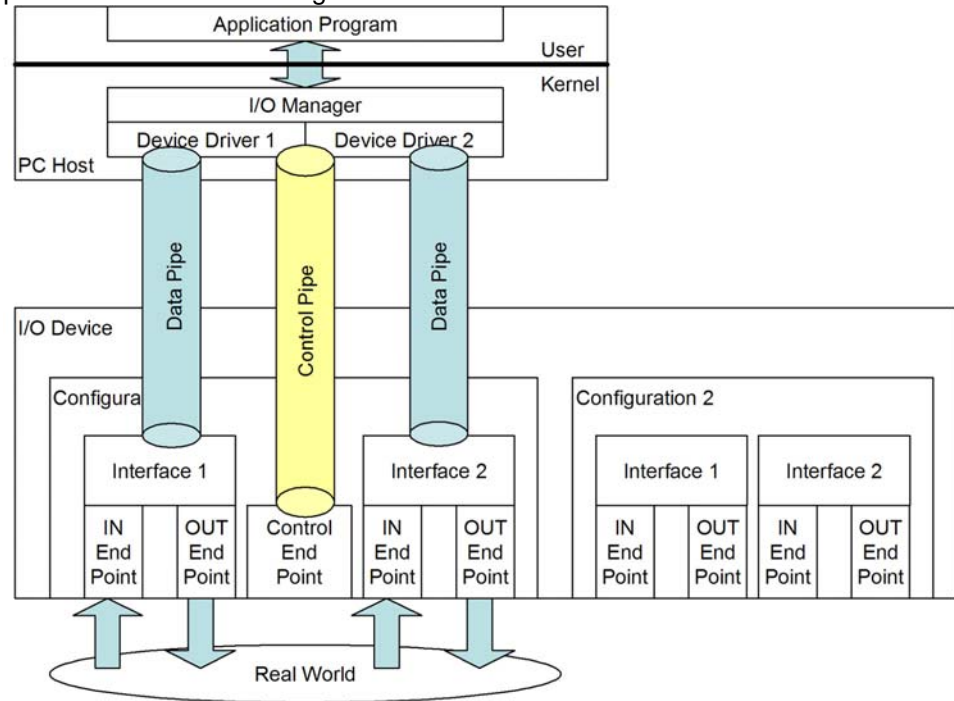 Application Program
User
Kernel
I/O Manager
Device Driver 1
Device Driver 2
PC Host
Data Pipe
Control Pipe
Data Pipe
I/O Device
Configura
Configuration 2
Interface 1
Interface 2
Interface 1
Interface 2
IN
End
Point
OUT
End
Point
Control
End
Point
IN
End
Point
OUT
End
Point
IN
End
Point
OUT
End
Point
IN
End
Point
OUT
End
Point
Real World